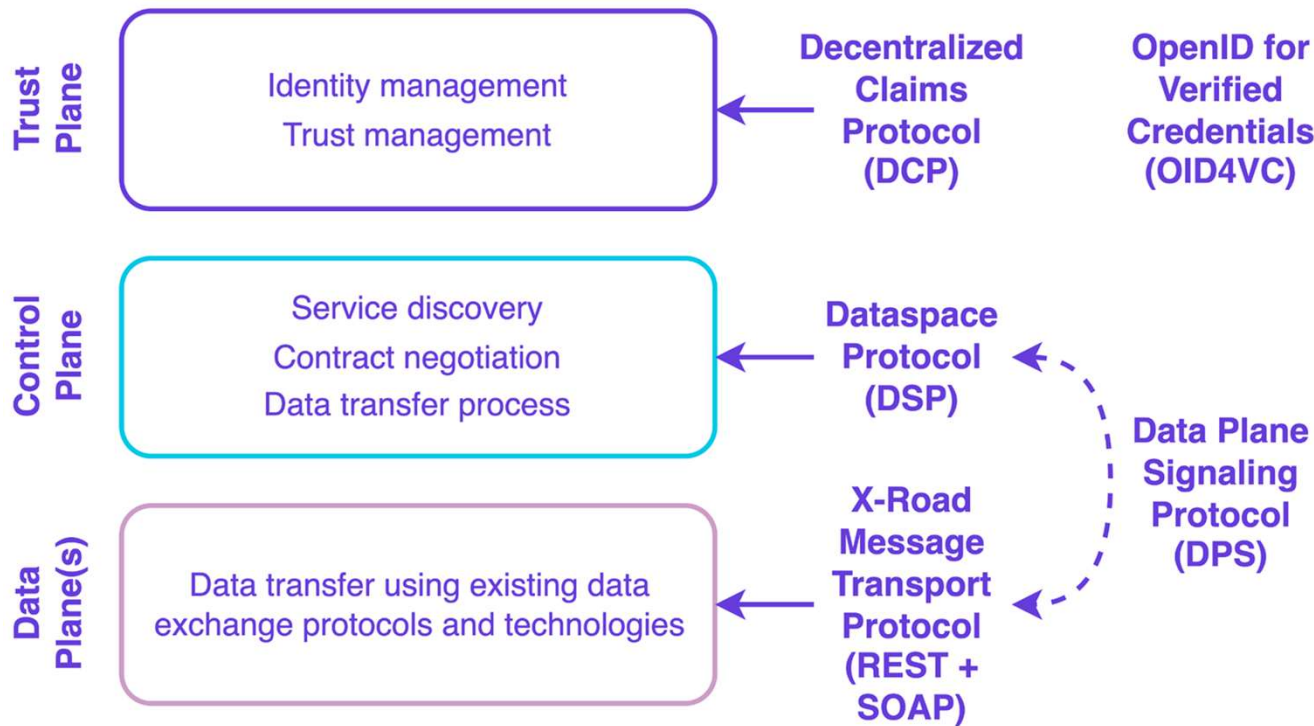 Trust
Plane
Identity management
Trust management
Decentralized
Claims
Protocol
(DCP)
OpenID for
Verified
Credentials
(OID4VC)
Control
Plane
Service discovery
Contract negotiation
Data transfer process
Dataspace
Protocol
(DSP)
Data Plane
Signaling
Protocol
(DPS)
Data
Plane(s)
Data transfer using existing data
exchange protocols and technologies
X-Road
Message
Transport
Protocol
(REST +
SOAP)